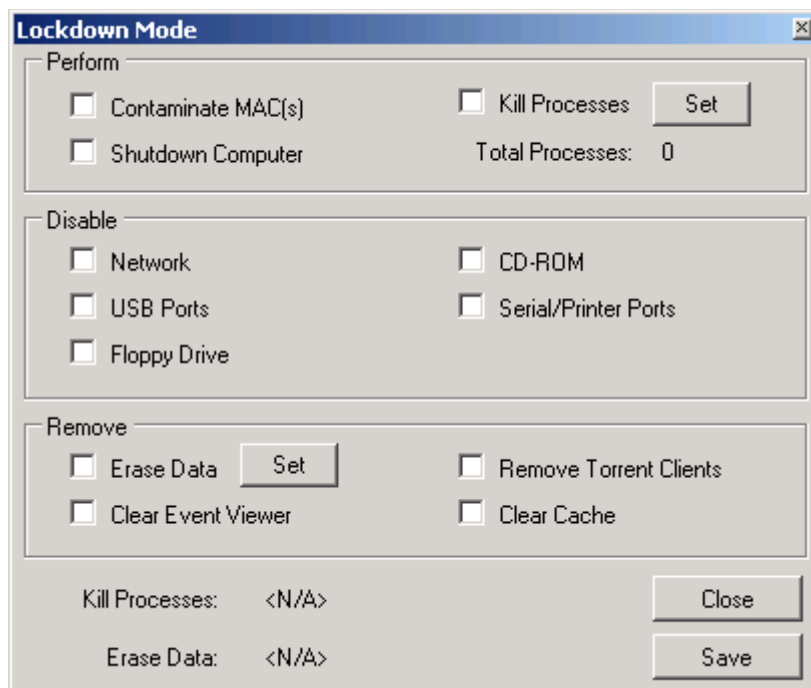 Lockdown Mode
Perform
Contaminate MAC(s)
Kill Processes
Set
Shutdown Computer
Total Processes: 0
Disable
Network
CD-ROM
USB Ports
Serial/Printer Ports
Floppy Drive
Remove
Erase Data
Set
Remove Torrent Clients
Clear Event Viewer
Clear Cache
Kill Processes: <N/A>
Close
Erase Data: <N/A>
Save